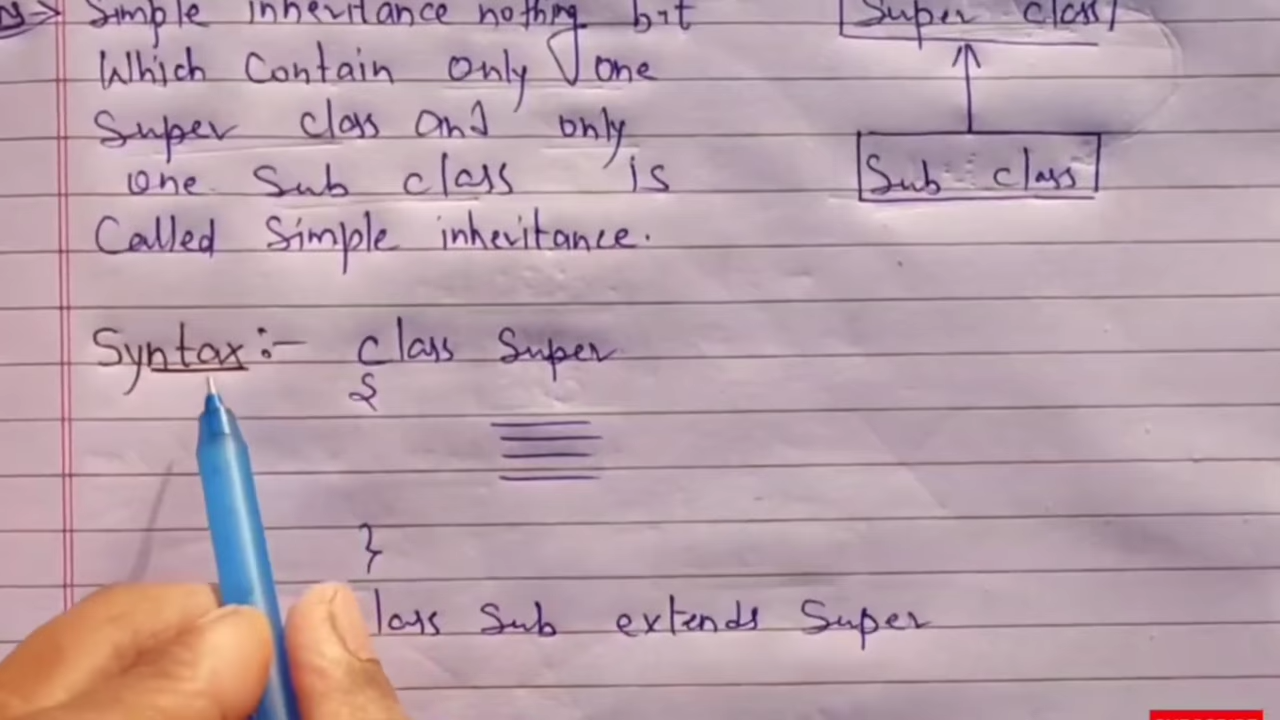 Simple inheritance nothing but
Which Contain only one
Super class and only
one Sub class is
Called Simple inheritance.
Super class
Sub class
Syntax:- class Super
{
}
lass Sub extends Super